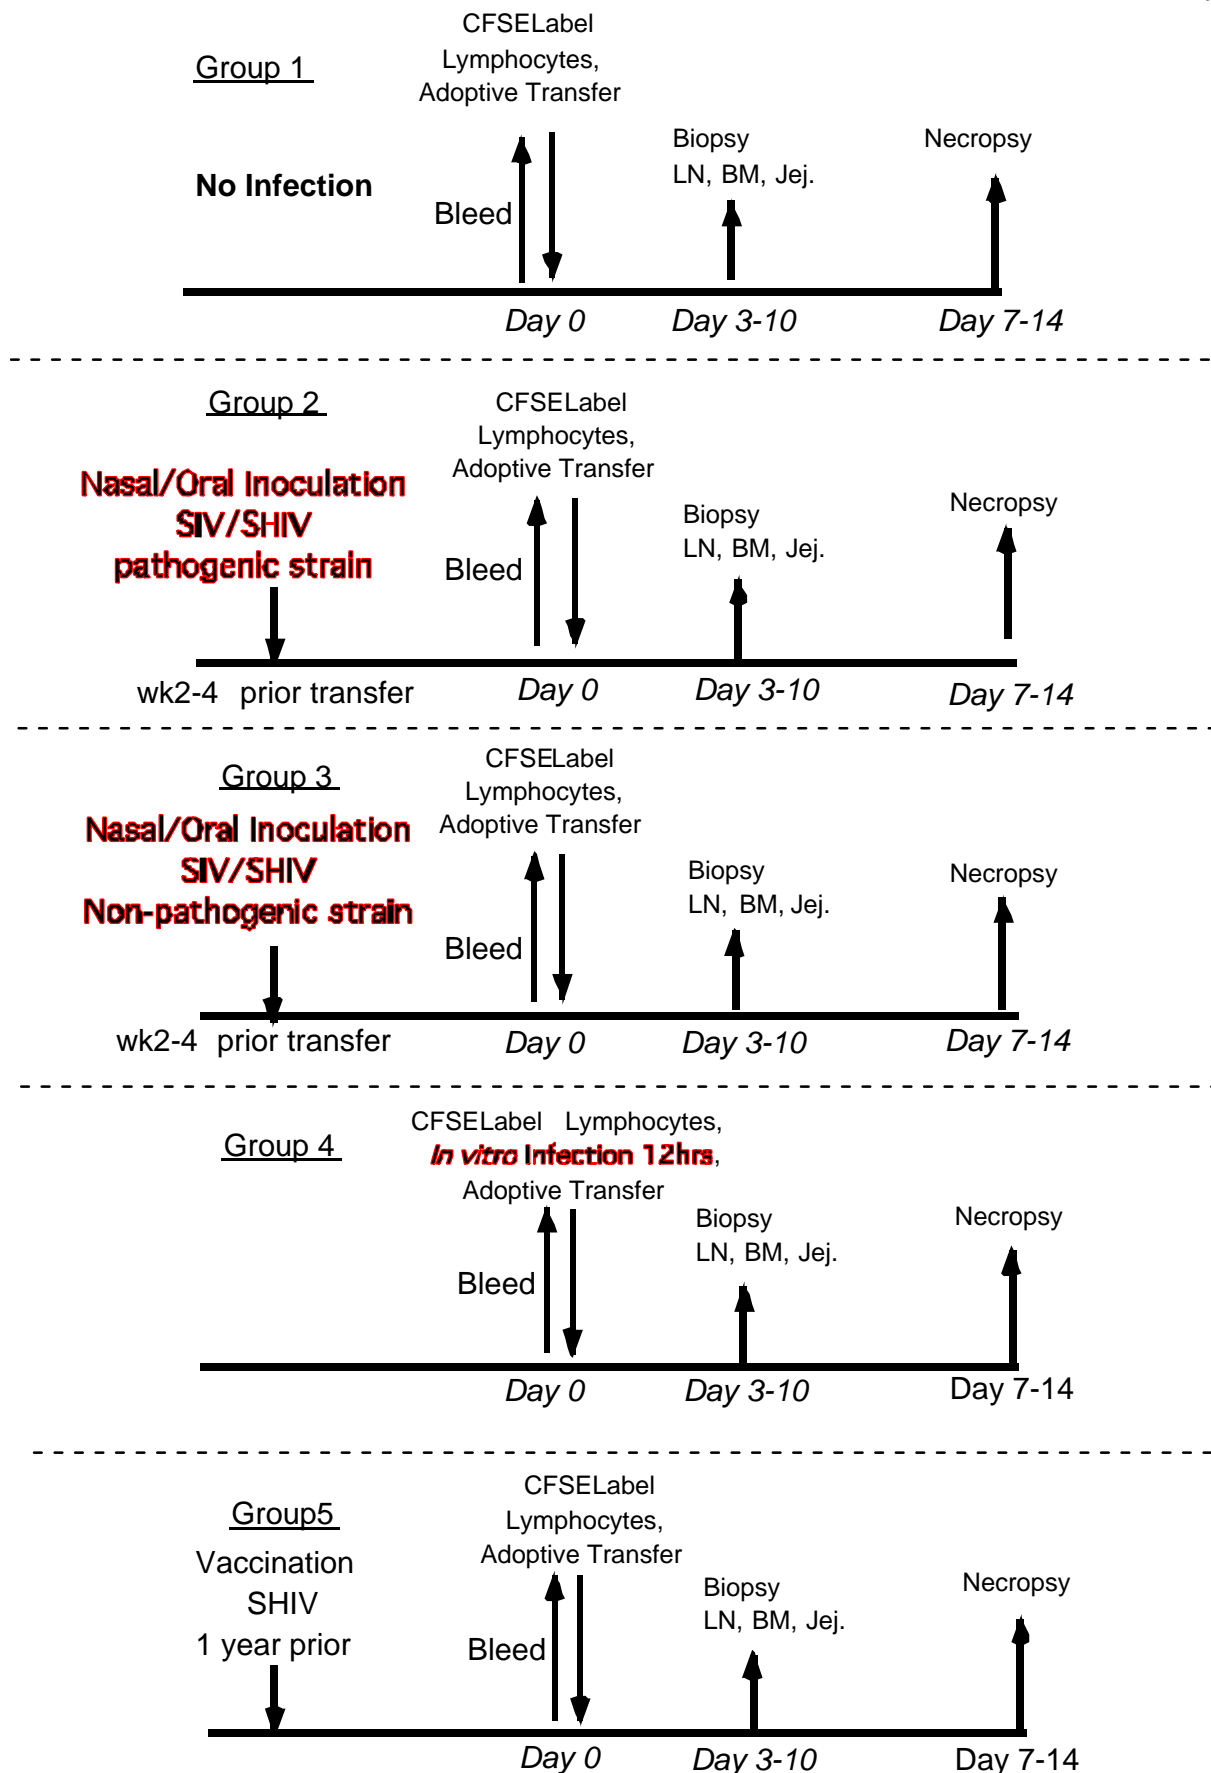 Group 1
CFSELabel
Lymphocytes,
Adoptive Transfer
No Infection
Bleed
Biopsy
LN, BM, Jej.
Necropsy
Day 0
Day 3-10
Day 7-14
Group 2
CFSELabel
Lymphocytes,
Adoptive Transfer
Nasal/Oral Inoculation
SIV/SHIV
pathogenic strain
Bleed
Biopsy
LN, BM, Jej.
Necropsy
wk2-4 prior transfer
Day 0
Day 3-10
Day 7-14
Group 3
CFSELabel
Lymphocytes,
Adoptive Transfer
Nasal/Oral Inoculation
SIV/SHIV
Non-pathogenic strain
Bleed
Biopsy
LN, BM, Jej.
Necropsy
wk2-4 prior transfer
Day 0
Day 3-10
Day 7-14
Group 4
CFSELabel Lymphocytes,
In vitro Infection 12hrs,
Adoptive Transfer
Bleed
Biopsy
LN, BM, Jej.
Necropsy
Day 0
Day 3-10
Day 7-14
Group5
CFSELabel
Lymphocytes,
Adoptive Transfer
Vaccination
SHIV
1 year prior
Bleed
Biopsy
LN, BM, Jej.
Necropsy
Day 0
Day 3-10
Day 7-14